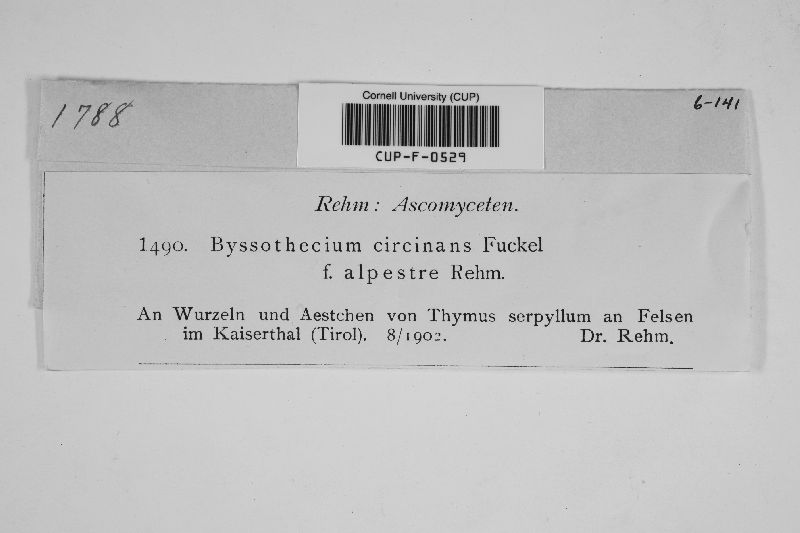 1788
Cornell University (CUP)
CUP-F-0529
6-141
Rehm: Ascomyceten.
1490. Byssothecium circinans Fuckel
f. alpestre Rehm.
An Wurzeln und Aestchen von Thymus serpyllum an Felsen
im Kaiserthal (Tirol). 8/1902. Dr. Rehm.